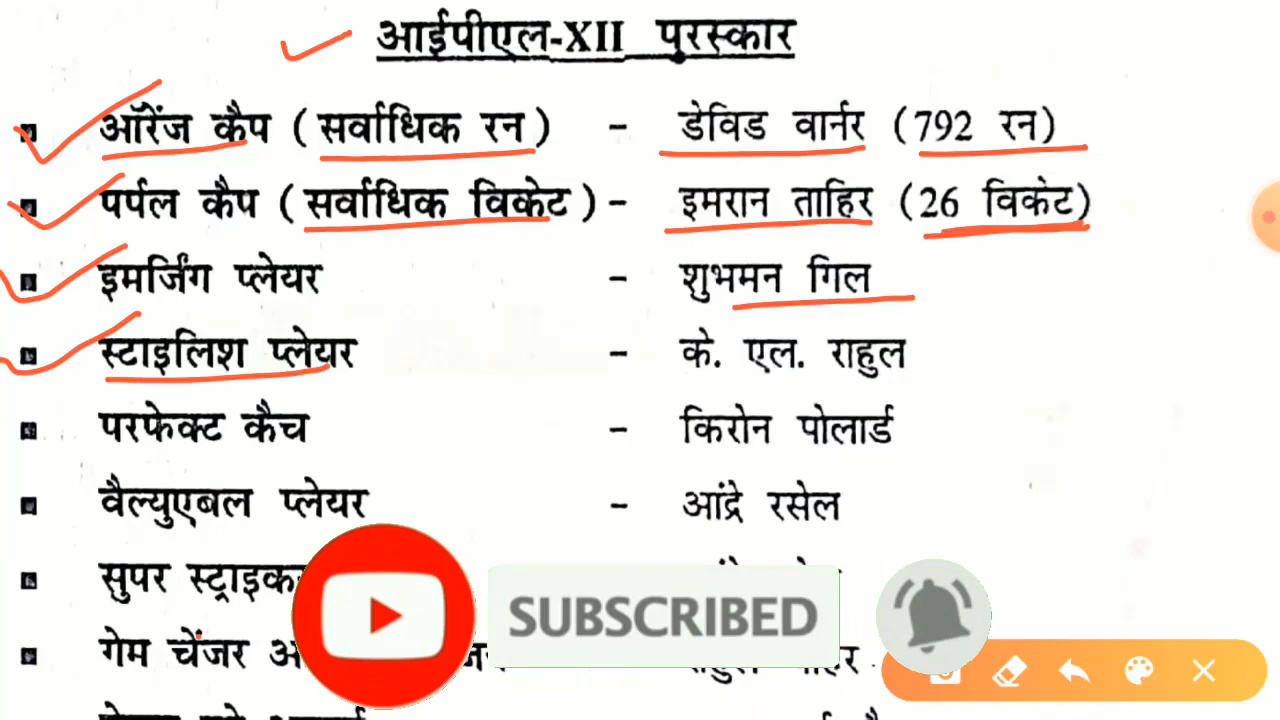 आईपीएल-XII पुरस्कार
ऑरेंज कैप (सर्वाधिक रन) - डेविड वार्नर (792 रन)
पर्पल कैप (सर्वाधिक विकेट) - इमरान ताहिर (26 विकेट)
इमर्जिंग प्लेयर - शुभमन गिल
स्टाइलिश प्लेयर - के. एल. राहुल
परफेक्ट कैच - किरोन पोलार्ड
वैल्युएबल प्लेयर - आंद्रे रसेल
सुपर
SUBSCRIBED
गेम चेंजर